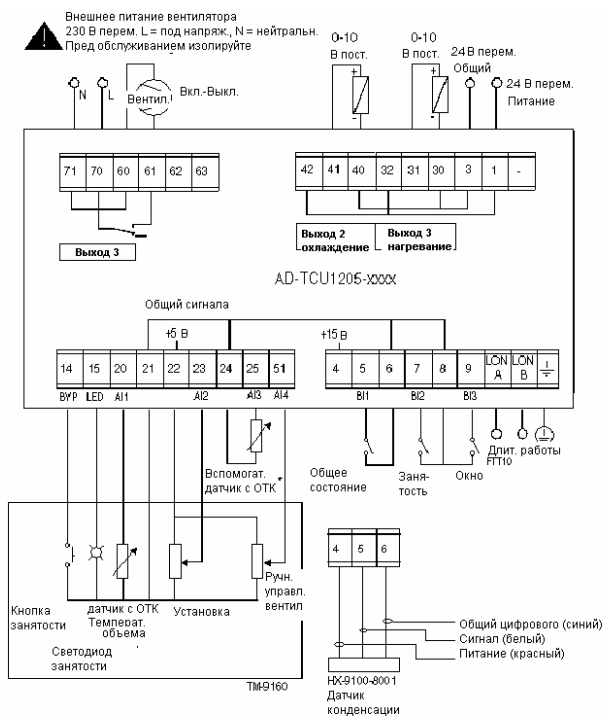 Внешнее питание вентилятора
230 В перем. L = под напряж., N = нейтральн.
Пред обслуживанием изолируйте
N
L
Вентил.
Вкл.-Выкл.
0-10
В пост.
0-10
В пост.
24 В перем.
Общий
24 В перем.
Питание
+
-
+
-
71 70 60 61 62 63
42 41 40 32 31 30 3 1 -
Выход 3
Выход 2
охлаждение
Выход 3
нагревание
AD-TCU1205-xxxx
Общий сигнала
+5 В
+15 В
14 15 20 21 22 23 24 25 51
4 5 6 7 8 9 LON A LON B
BVP LED AI1 AI2 AI3 AI4
BI1 BI2 BI3
Вспомогат.
датчик с ОТК*
Общее
состояние
Заня-
тость
Окно
Длит. работы
FTT10
Кнопка
занятости
Светодиод
занятости
датчик с ОТК
Температ.
объема
Установка
Ручн.
управл.
вентил
TM-9160
4 5 6
Общий цифрового (синий)
Сигнал (белый)
Питание (красный)
HX-9100-8001
Датчик
конденсации